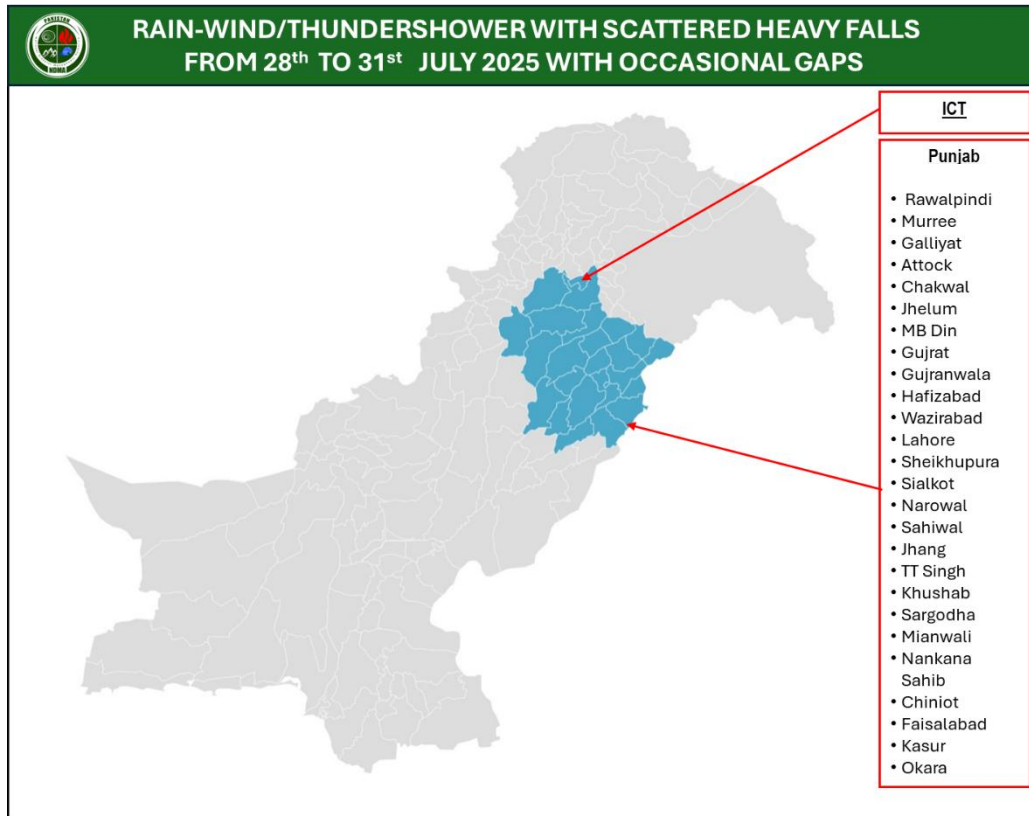 RAIN-WIND/THUNDERSHOWER WITH SCATTERED HEAVY FALLS
FROM 28th TO 31st JULY 2025 WITH OCCASIONAL GAPS
PAKISTAN
NDMA
ICT
Punjab
• Rawalpindi
• Murree
• Galliyat
• Attock
• Chakwal
• Jhelum
• MB Din
• Gujrat
• Gujranwala
• Hafizabad
• Wazirabad
• Lahore
• Sheikhupura
• Sialkot
• Narowal
• Sahiwal
• Jhang
• TT Singh
• Khushab
• Sargodha
• Mianwali
• Nankana
Sahib
• Chiniot
• Faisalabad
• Kasur
• Okara